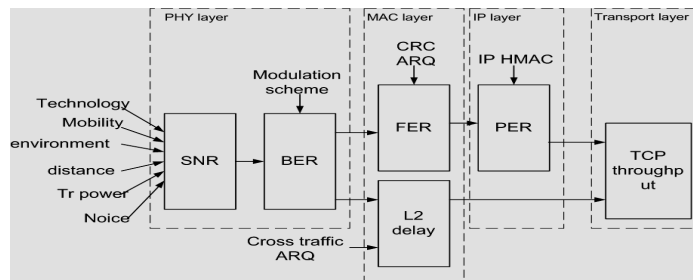 PHY layer
MAC layer
IP layer
Transport layer
CRC
ARQ
IP HMAC
Modulation
scheme
Technology
Mobility
environment
distance
Tr power
Noice
SNR
BER
FER
PER
TCP
throughp
ut
L2
delay
Cross traffic
ARQ